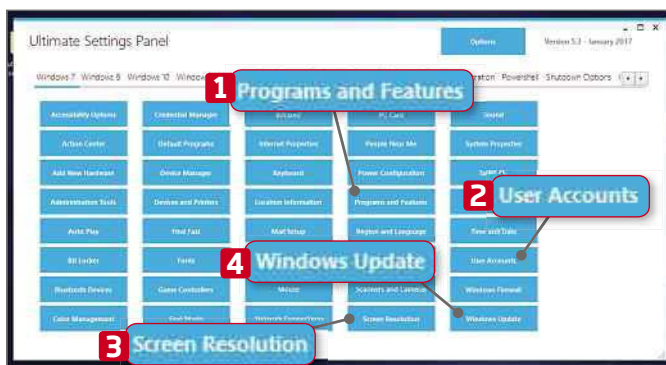 Ultimate Settings Panel
Options
Version 5.3 - January 2017
Windows 7 Windows 8 Windows 10
Powershell Shutdown Options
1 Programs and Features
Accessibility Options Credential Manager PC Card Sound
Action Center Default Programs Internet Properties People Near Me System Properties
Add New Hardware Device Manager Keyboard Power Configuration Tablet PC
2 User Accounts
Administration Tools Devices and Printers Location Information Programs and Features
Auto Play Find Fast Mail Setup Region and Language Time and Date
4 Windows Update
Bit Locker Fonts User Accounts
Bluetooth Devices Game Controllers Mouse Scanners and Cameras Windows Firewall
Color Management Network Connections Screen Resolution Windows Update
3 Screen Resolution